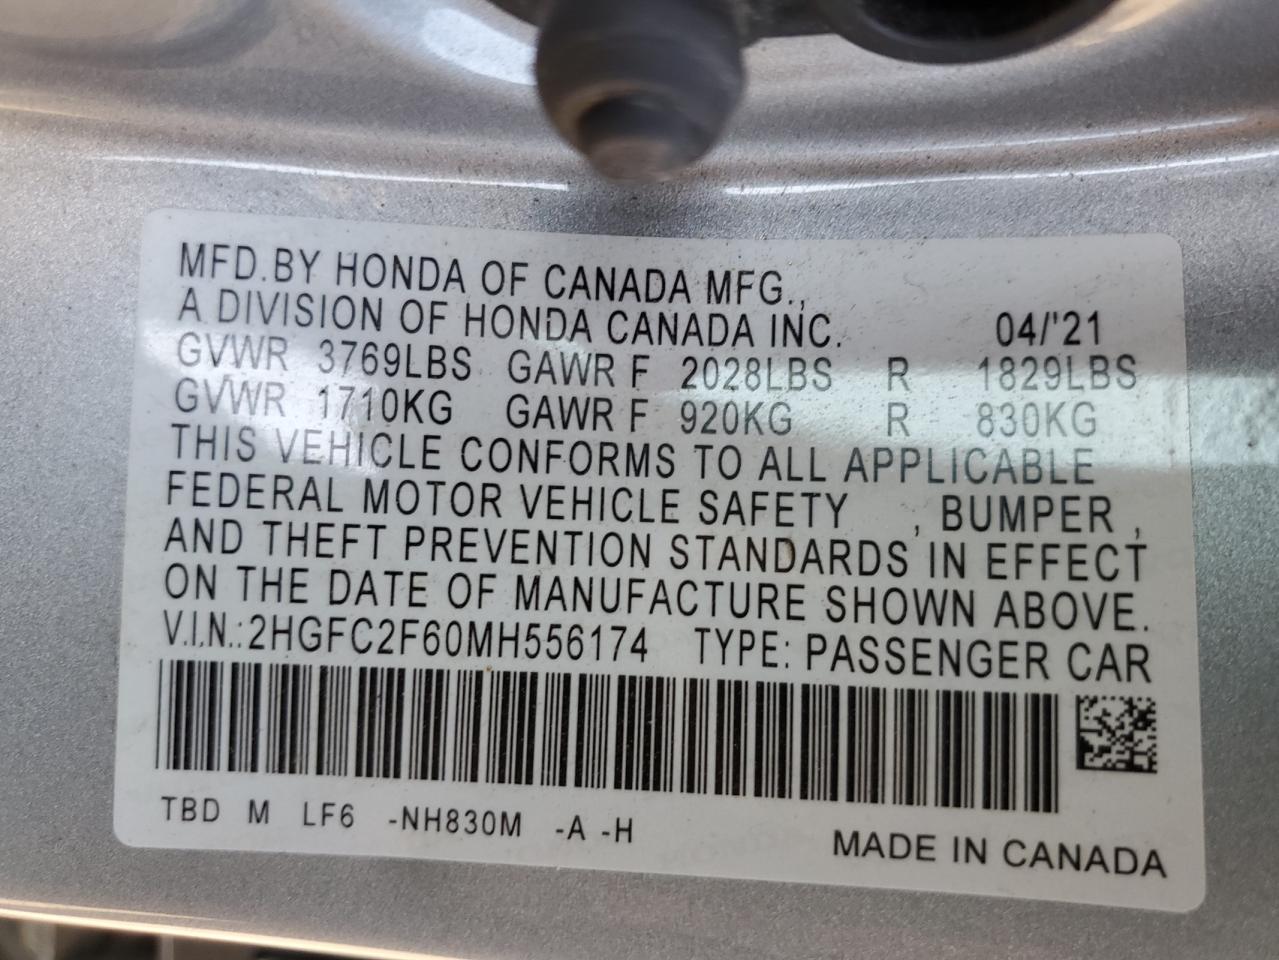 MFD.BY HONDA OF CANADA MFG.,
A DIVISION OF HONDA CANADA INC. 04/'21
GVWR 3769LBS GAWR F 2028LBS R 1829LBS
GVWR 1710KG GAWR F 920KG R 830KG
THIS VEHICLE CONFORMS TO ALL APPLICABLE
FEDERAL MOTOR VEHICLE SAFETY , BUMPER ,
AND THEFT PREVENTION STANDARDS IN EFFECT
ON THE DATE OF MANUFACTURE SHOWN ABOVE.
V.I.N.:2HGFC2F60MH556174 TYPE: PASSENGER CAR
TBD M LF6 -NH830M -A -H
MADE IN CANADA